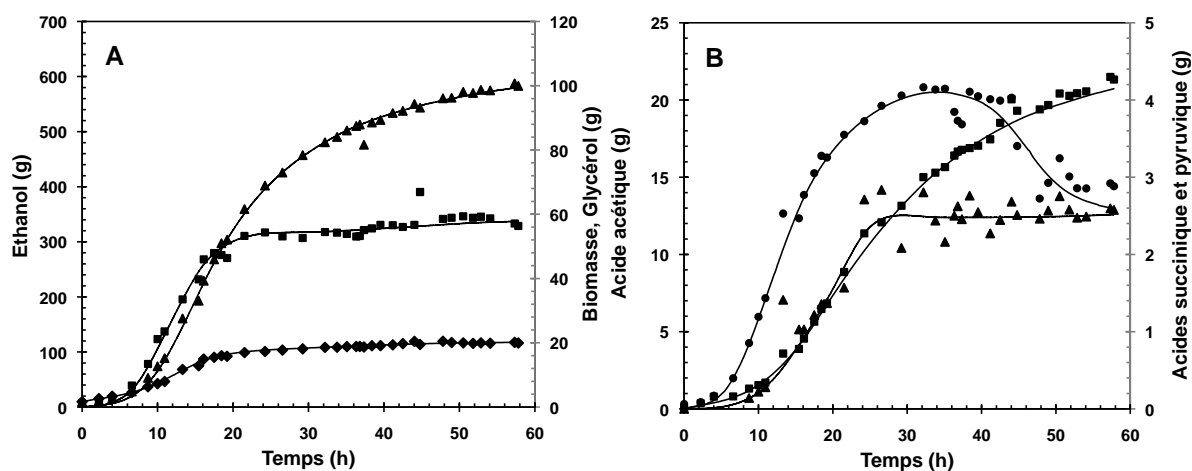 A
Ethanol (g)
700
600
500
400
300
200
100
0
0 10 20 30 40 50 60
Temps (h)
120
100
80
60
40
20
0
Biomasse, Glycérol (g)
B
Acide acétique (g)
25
20
15
10
5
0
0 10 20 30 40 50 60
Temps (h)
5
4
3
2
1
0
Acides succinique et pyruvique (g)